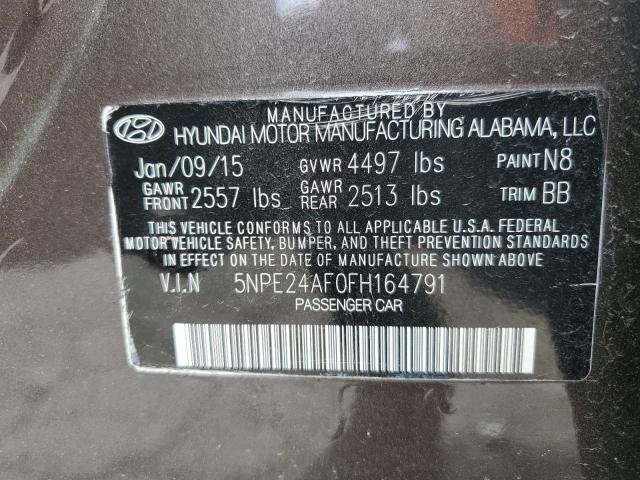 MANUFACTURED BY
HYUNDAI MOTOR MANUFACTURING ALABAMA, LLC
Jan/09/15 GVWR 4497 lbs PAINT N8
GAWR FRONT 2557 lbs GAWR REAR 2513 lbs TRIM BB
THIS VEHICLE CONFORMS TO ALL APPLICABLE U.S.A. FEDERAL
MOTOR VEHICLE SAFETY, BUMPER, AND THEFT PREVENTION STANDARDS
IN EFFECT ON THE DATE OF MANUFACTURE SHOWN ABOVE
V.I.N 5NPE24AF0FH164791
PASSENGER CAR